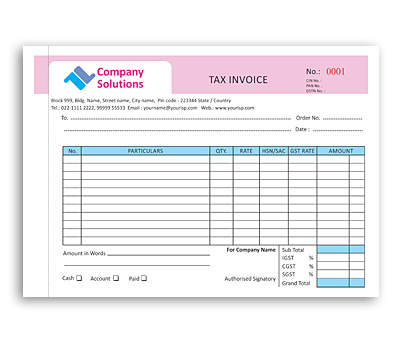 Company
Solutions
TAX INVOICE
No.: 0001
CIN No.:
PAN No.:
GSTN No.:
Block 999, Bldg. Name, Street name, City name, Pin code - 223344 State / Country
Tel.: 022-1111 2222, 99999 55533 Email : yourname@yourisp.com Web.: www.yourisp.com
To. Order No.
Date :
No. PARTICULARS QTY. RATE HSN/SAC GST RATE AMOUNT
Amount in Words
For Company Name
Sub Total
IGST %
CGST %
SGST %
Grand Total
Cash Account Paid
Authorised Signatory